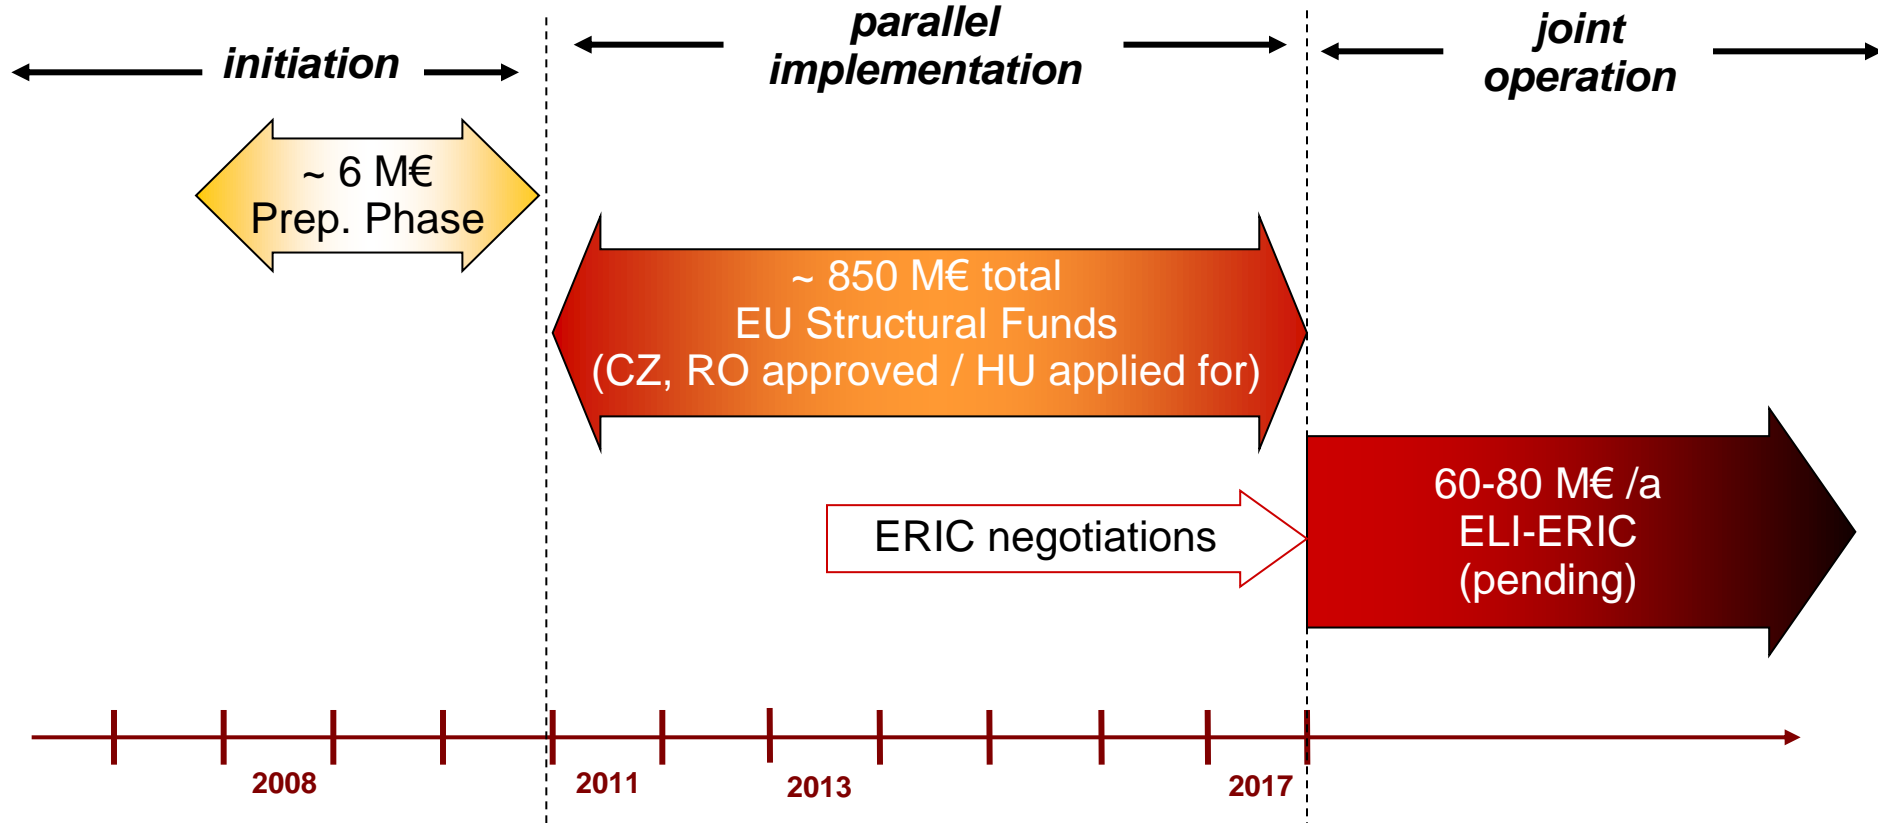 initiation
parallel
implementation
joint
operation
~ 6 M€
Prep. Phase
~ 850 M€ total
EU Structural Funds
(CZ, RO approved / HU applied for)
ERIC negotiations
60-80 M€ /a
ELI-ERIC
(pending)
2008
2011
2013
2017